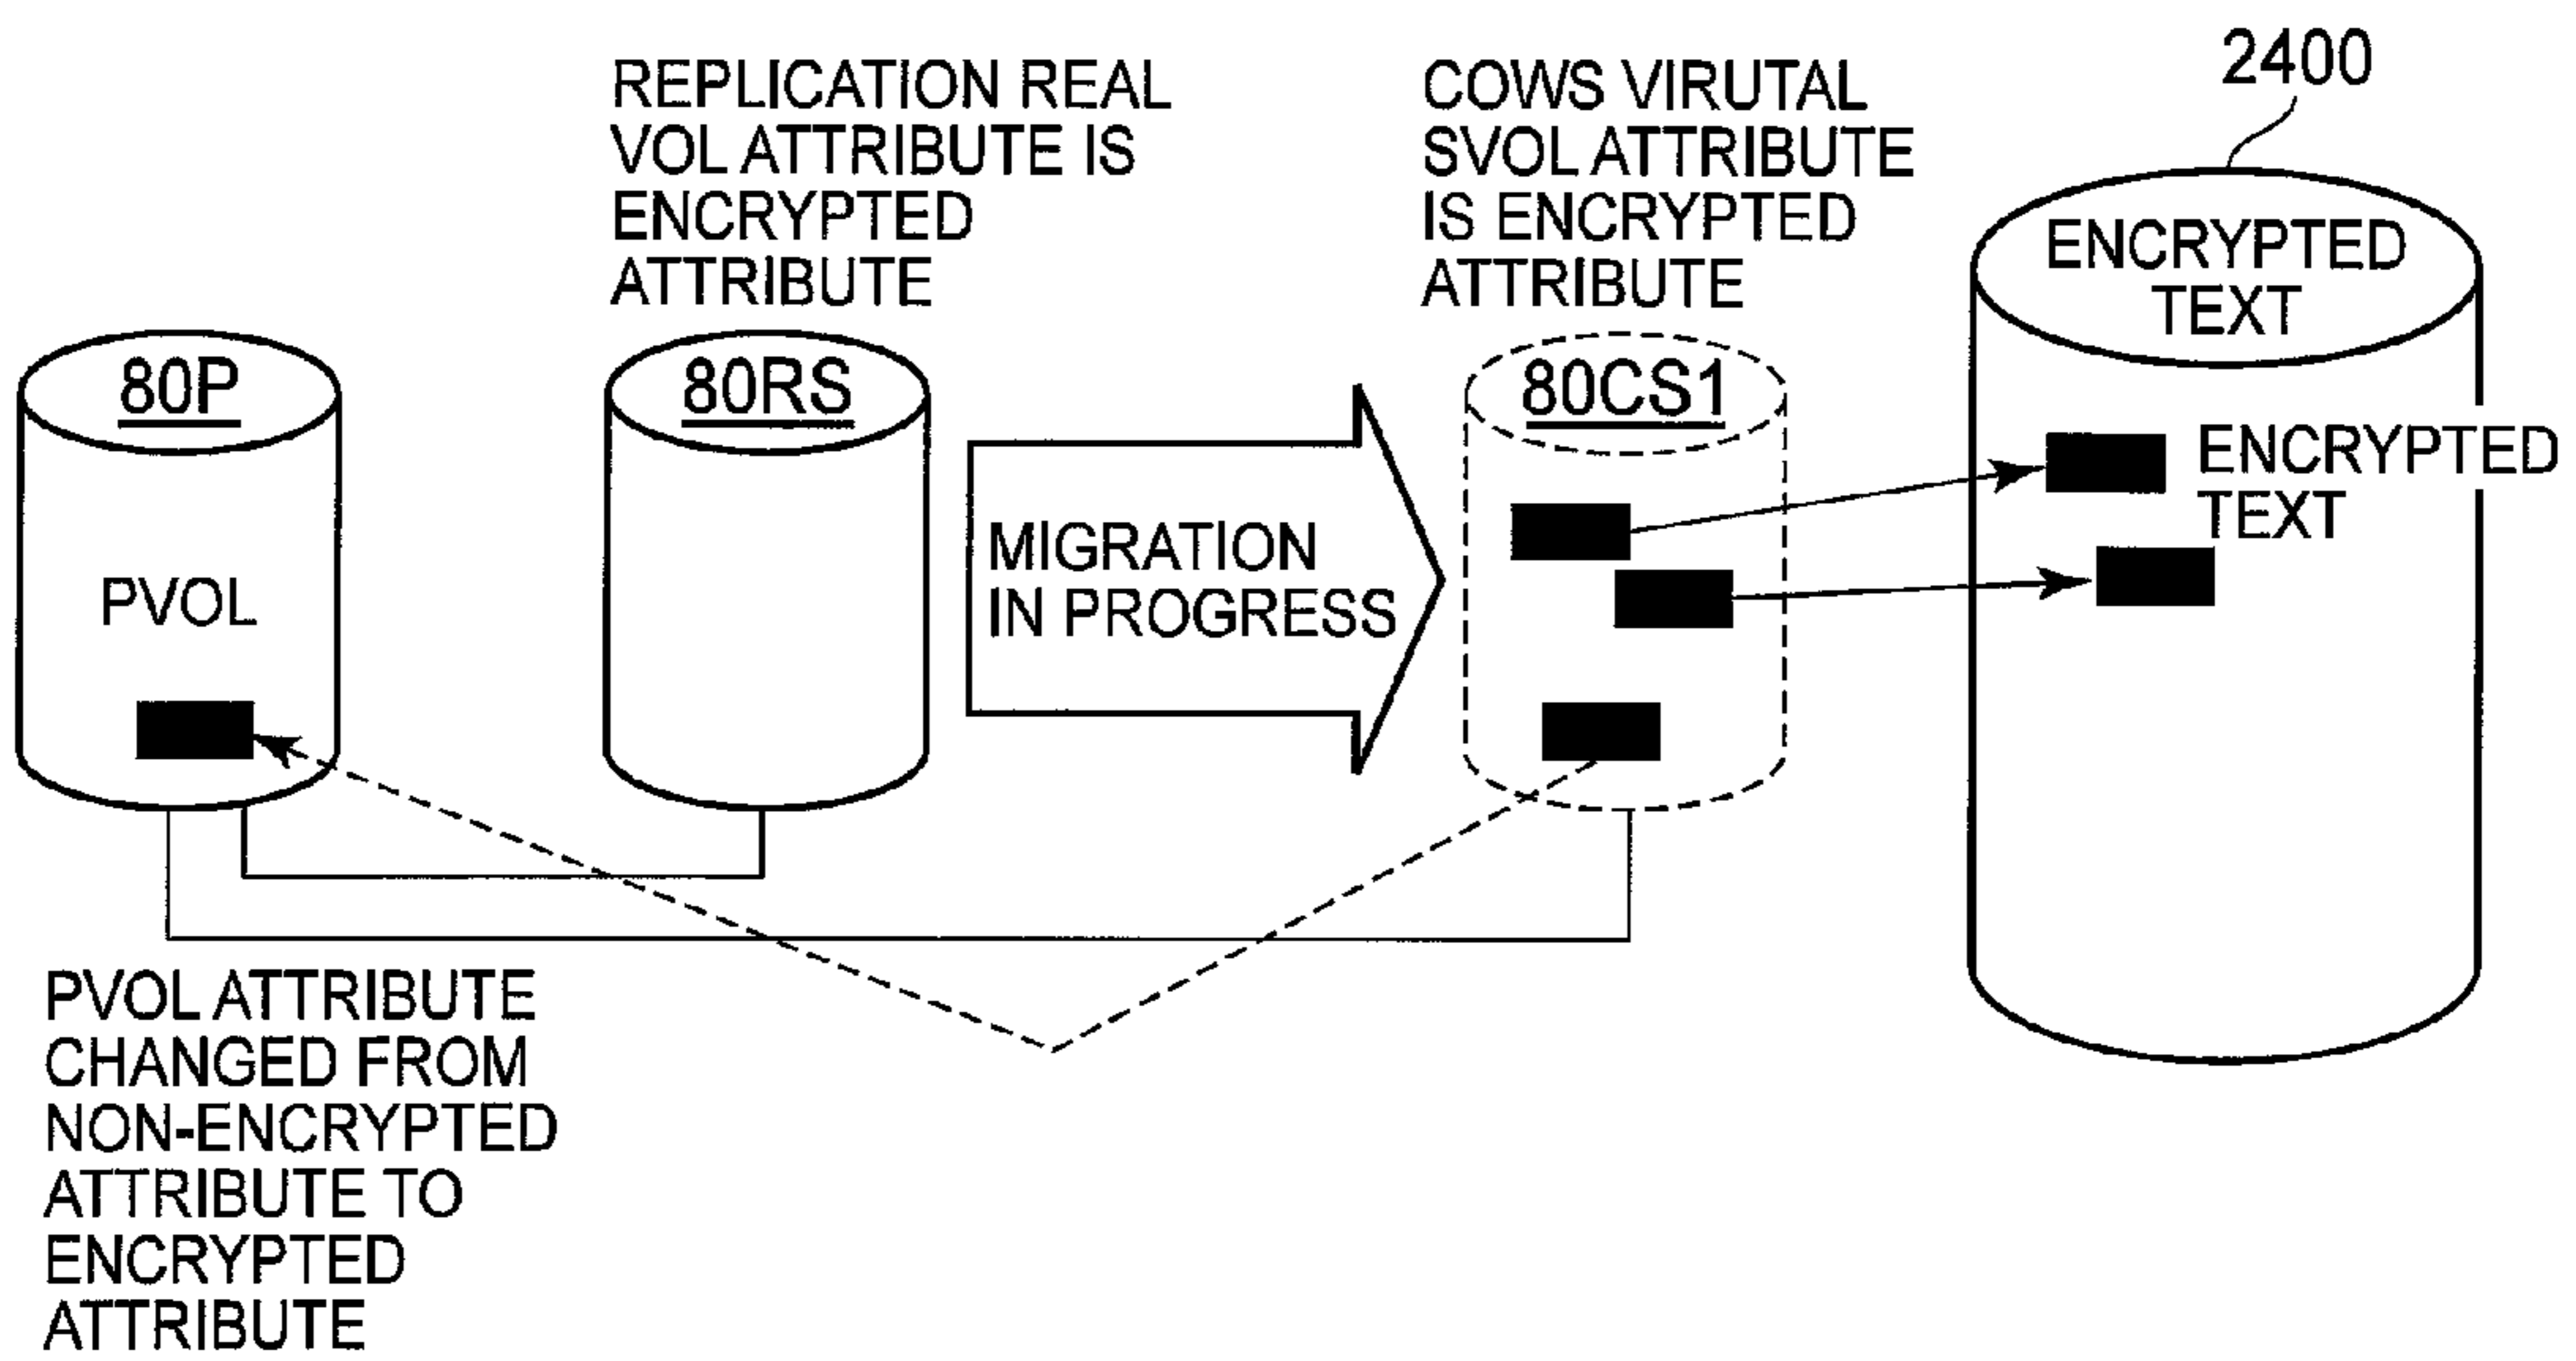 2400
REPLICATION REAL
VOL ATTRIBUTE IS
ENCRYPTED
ATTRIBUTE
COWS VIRUTAL
SVOL ATTRIBUTE
IS ENCRYPTED
ATTRIBUTE
ENCRYPTED
TEXT
80P
80RS
80CS1
ENCRYPTED
TEXT
MIGRATION
IN PROGRESS
PVOL
PVOL ATTRIBUTE
CHANGED FROM
NON-ENCRYPTED
ATTRIBUTE TO
ENCRYPTED
ATTRIBUTE